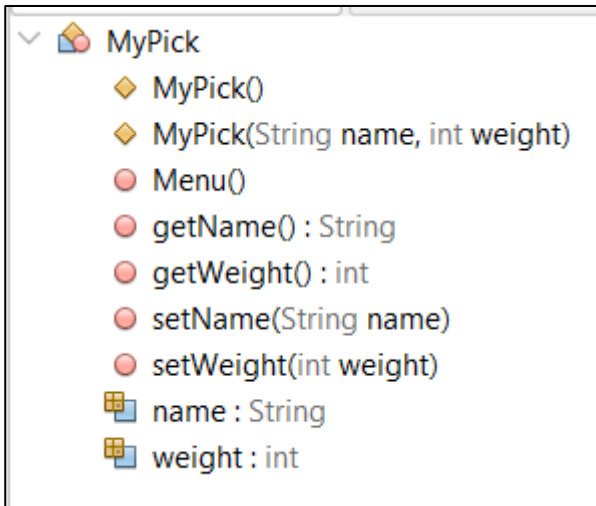 MyPick
MyPick()
MyPick(String name, int weight)
Menu()
getName() : String
getWeight() : int
setName(String name)
setWeight(int weight)
name : String
weight : int